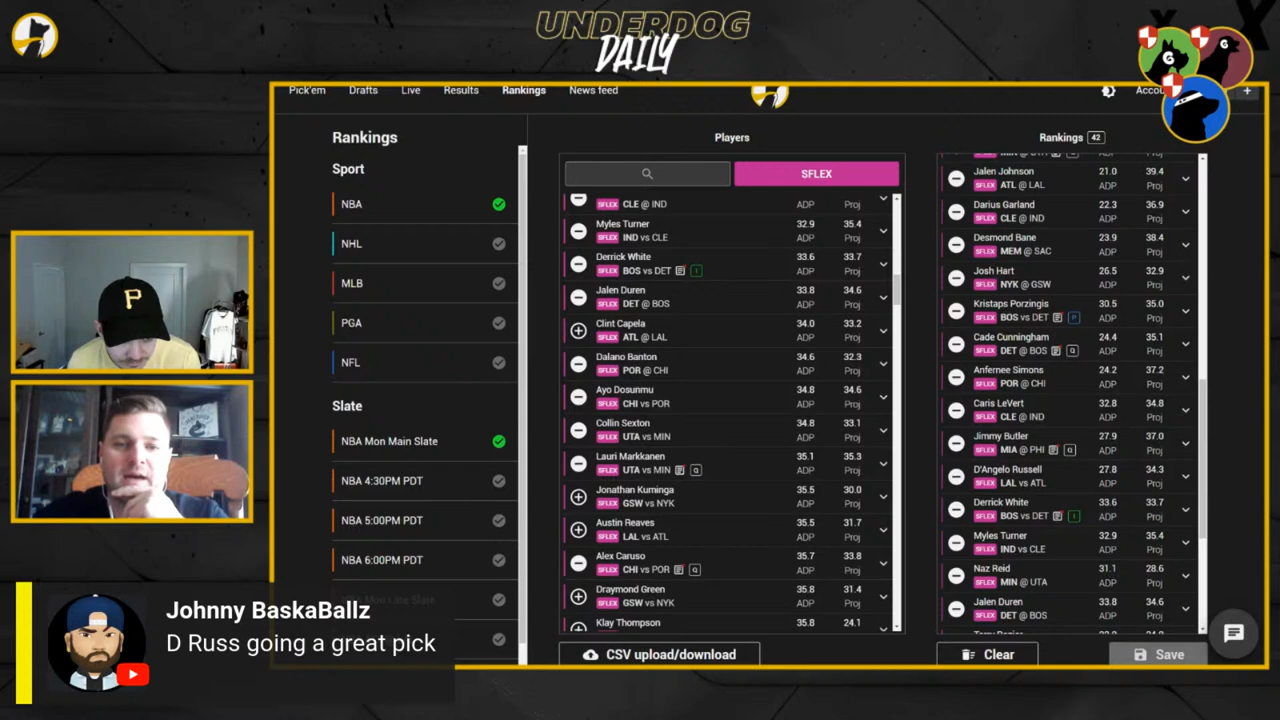 UNDERDOG
DAILY
Pick'em Drafts Live Results Rankings News feed
Rankings
Sport
NBA
NHL
MLB
PGA
NFL
Slate
NBA Mon Main Slate
NBA 4:30PM PDT
NBA 5:00PM PDT
NBA 6:00PM PDT
NBA Mon Late Slate
Players
SFLEX
SFLEX CLE @ IND ADP Proj
Myles Turner 32.9 35.4
SFLEX IND vs CLE ADP Proj
Derrick White 33.6 33.7
SFLEX BOS vs DET I ADP Proj
Jalen Duren 33.8 34.6
SFLEX DET @ BOS ADP Proj
Clint Capela 34.0 33.2
SFLEX ATL @ LAL ADP Proj
Dalano Banton 34.6 32.3
SFLEX POR @ CHI ADP Proj
Ayo Dosunmu 34.8 34.6
SFLEX CHI vs POR ADP Proj
Collin Sexton 34.8 33.1
SFLEX UTA vs MIN ADP Proj
Lauri Markkanen 35.1 35.3
SFLEX UTA vs MIN Q ADP Proj
Jonathan Kuminga 35.5 30.0
SFLEX GSW vs NYK ADP Proj
Austin Reaves 35.5 31.7
SFLEX LAL vs ATL ADP Proj
Alex Caruso 35.7 33.8
SFLEX CHI vs POR Q ADP Proj
Draymond Green 35.8 31.4
SFLEX GSW vs NYK ADP Proj
Klay Thompson 35.8 24.1
CSV upload/download
Rankings 42
ADP Proj
Jalen Johnson 21.0 39.4
SFLEX ATL @ LAL ADP Proj
Darius Garland 22.3 36.9
SFLEX CLE @ IND ADP Proj
Desmond Bane 23.9 38.4
SFLEX MEM @ SAC ADP Proj
Josh Hart 26.5 32.9
SFLEX NYK @ GSW ADP Proj
Kristaps Porzingis 30.5 35.0
SFLEX BOS vs DET P ADP Proj
Cade Cunningham 24.4 35.1
SFLEX DET @ BOS Q ADP Proj
Anfernee Simons 24.2 37.2
SFLEX POR @ CHI ADP Proj
Caris LeVert 32.8 34.8
SFLEX CLE @ IND ADP Proj
Jimmy Butler 27.9 37.0
SFLEX MIA @ PHI Q ADP Proj
D'Angelo Russell 27.8 34.3
SFLEX LAL vs ATL ADP Proj
Derrick White 33.6 33.7
SFLEX BOS vs DET I ADP Proj
Myles Turner 32.9 35.4
SFLEX IND vs CLE ADP Proj
Naz Reid 31.1 28.6
SFLEX MIN @ UTA ADP Proj
Jalen Duren 33.8 34.6
SFLEX DET @ BOS ADP Proj
Clear Save
P
Johnny BaskaBallz
D Russ going a great pick